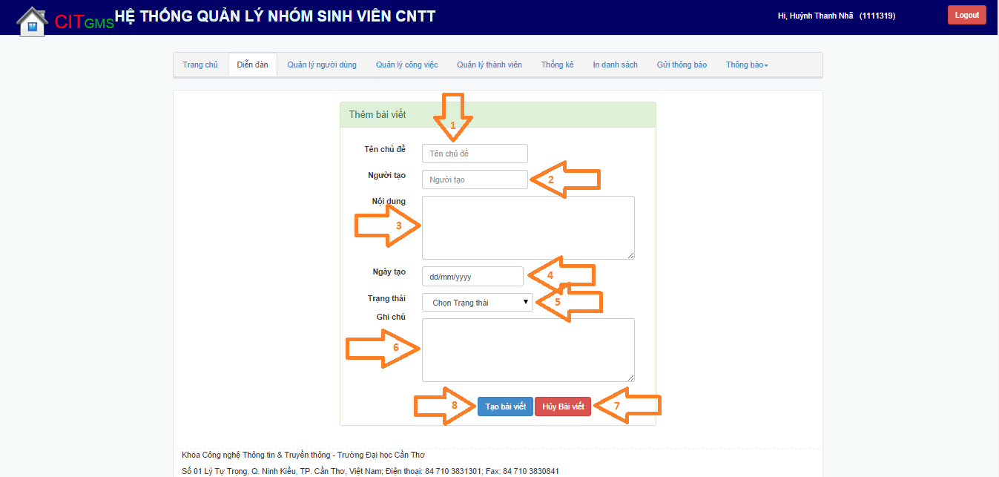 CITGMS HỆ THỐNG QUẢN LÝ NHÓM SINH VIÊN CNTT
Hi, Huỳnh Thanh Nhã (1111319)
Logout
Trang chủ Diễn đàn Quản lý người dùng Quản lý công việc Quản lý thành viên Thống kê In danh sách Gửi thông báo Thông báo
Thêm bài viết
1
Tên chủ đề Tên chủ đề
Người tạo Người tạo 2
Nội dung
3
Ngày tạo dd/mm/yyyy 4
Trạng thái Chọn Trạng thái 5
Ghi chú
6
8 Tạo bài viết Hủy Bài viết 7
Khoa Công nghệ Thông tin & Truyền thông - Trường Đại học Cần Thơ
Số 01 Lý Tự Trọng, Q. Ninh Kiều, TP. Cần Thơ, Việt Nam; Điện thoại: 84 710 3831301; Fax: 84 710 3830841